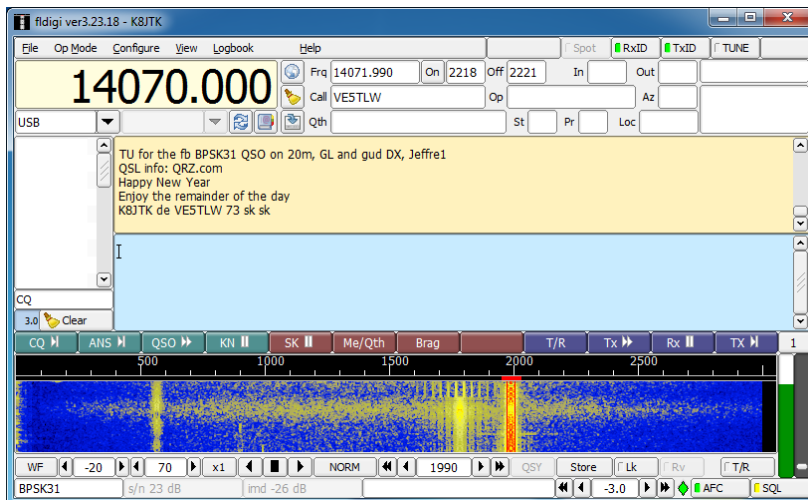 fldigi ver3.23.18 - K8JTK
File Op Mode Configure View Logbook Help Spot RxID TxID TUNE
14070.000
Frq 14071.990 On 2218 Off 2221 In Out
Call VE5TLW Op Az
USB Qth St Pr Loc
TU for the fb BPSK31 QSO on 20m, GL and gud DX, Jeffre1
QSL info: QRZ.com
Happy New Year
Enjoy the remainder of the day
K8JTK de VE5TLW 73 sk sk
CQ
3.0 Clear
CQ ANS QSO KN SK Me/Qth Brag T/R Tx Rx TX 1
500 1000 1500 2000 2500
WF -20 70 x1 NORM 1990 QSY Store Lk Rv T/R
BPSK31 s/n 23 dB imd -26 dB -3.0 AFC SQL